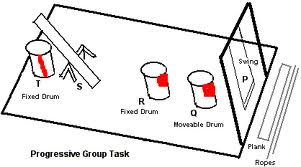 Swing
P
T
S
Fixed Drum
R
Fixed Drum
Q
Moveable Drum
Plank
Ropes
Progressive Group Task